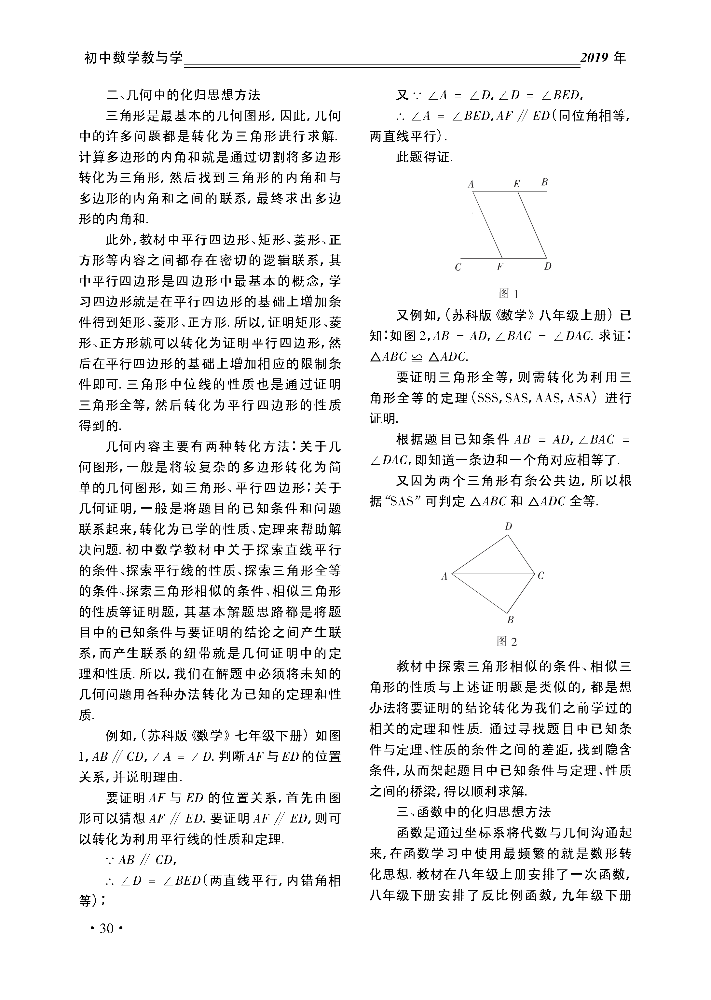 初中数学教与学
2019 年
二、几何中的化归思想方法
三角形是最基本的几何图形,因此,几何
中的许多问题都是转化为三角形进行求解.
计算多边形的内角和就是通过切割将多边形
转化为三角形,然后找到三角形的内角和与
多边形的内角和之间的联系,最终求出多边
形的内角和.
此外,教材中平行四边形、矩形、菱形、正
方形等内容之间都存在密切的逻辑联系,其
中平行四边形是四边形中最基本的概念,学
习四边形就是在平行四边形的基础上增加条
件得到矩形、菱形、正方形.所以,证明矩形、菱
形、正方形就可以转化为证明平行四边形,然
后在平行四边形的基础上增加相应的限制条
件即可.三角形中位线的性质也是通过证明
三角形全等,然后转化为平行四边形的性质
得到的.
几何内容主要有两种转化方法:关于几
何图形,一般是将较复杂的多边形转化为简
单的几何图形,如三角形、平行四边形;关于
几何证明,一般是将题目的已知条件和问题
联系起来,转化为已学的性质、定理来帮助解
决问题.初中数学教材中关于探索直线平行
的条件、探索平行线的性质、探索三角形全等
的条件、探索三角形相似的条件、相似三角形
的性质等证明题,其基本解题思路都是将题
目中的已知条件与要证明的结论之间产生联
系,而产生联系的纽带就是几何证明中的定
理和性质.所以,我们在解题中必须将未知的
几何问题用各种办法转化为已知的定理和性
质.
例如,(苏科版《数学》七年级下册)如图
1,AB∥CD,∠A = ∠D.判断AF与ED的位置
关系,并说明理由.
要证明AF与ED的位置关系,首先由图
形可以猜想AF∥ED.要证明AF∥ED,则可
以转化为利用平行线的性质和定理.
∵ AB∥CD,
∴ ∠D = ∠BED(两直线平行,内错角相
等);
·30·
又∵ ∠A = ∠D,∠D = ∠BED,
∴ ∠A = ∠BED,AF∥ED(同位角相等,
两直线平行).
此题得证.
A E B
C F D
图 1
又例如,(苏科版《数学》八年级上册)已
知:如图2,AB = AD,∠BAC = ∠DAC.求证:
△ABC ≌ △ADC.
要证明三角形全等,则需转化为利用三
角形全等的定理(SSS,SAS,AAS,ASA)进行
证明.
根据题目已知条件AB = AD,∠BAC =
∠DAC,即知道一条边和一个角对应相等了.
又因为两个三角形有条公共边,所以根
据“SAS”可判定△ABC和△ADC全等.
D
A C
B
图 2
教材中探索三角形相似的条件、相似三
角形的性质与上述证明题是类似的,都是想
办法将要证明的结论转化为我们之前学过的
相关的定理和性质.通过寻找题目中已知条
件与定理、性质的条件之间的差距,找到隐含
条件,从而架起题目中已知条件与定理、性质
之间的桥梁,得以顺利求解.
三、函数中的化归思想方法
函数是通过坐标系将代数与几何沟通起
来,在函数学习中使用最频繁的就是数形转
化思想.教材在八年级上册安排了一次函数,
八年级下册安排了反比例函数,九年级下册